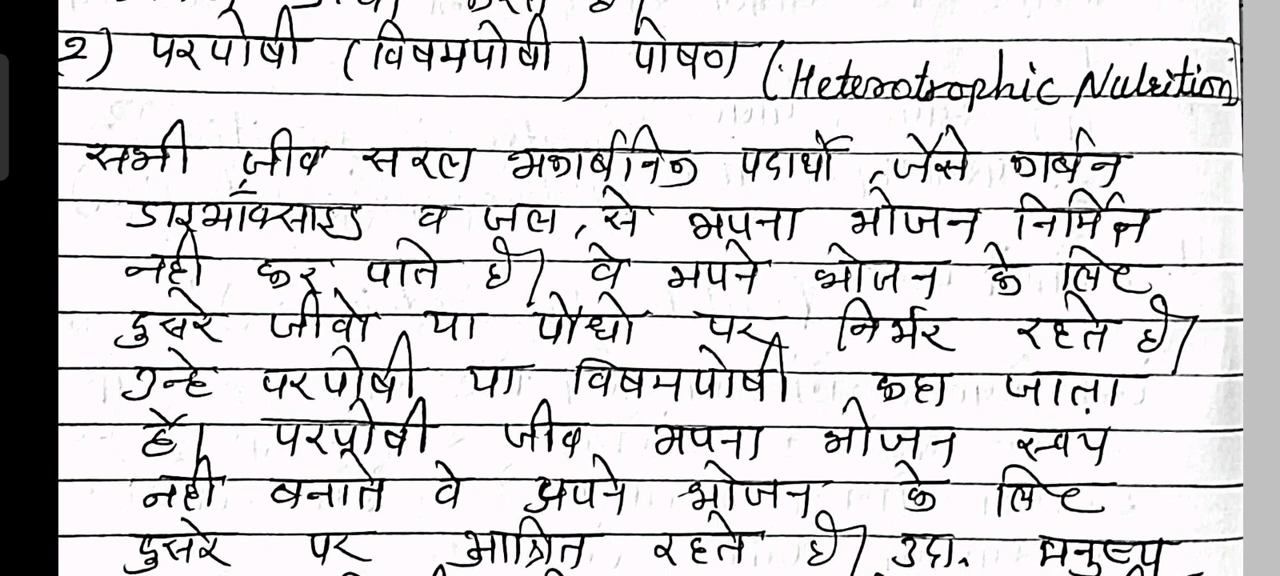 2) परपोषी (विषमपोषी) पोषण (Heterotrophic Nutrition)
सभी जीव सरल अकार्बनिक पदार्थो, जैसे कार्बन
डाइऑक्साइड व जल, से अपना भोजन निर्मित
नही कर पाते है। वे अपने भोजन के लिए
दुसरे जीवो या पौधो पर निर्भर रहते है।
उन्हे परपोषी या विषमपोषी कहा जाता
है। परपोषी जीव अपना भोजन स्वय
नही बनाते वे अपने भोजन के लिए
दुसरे पर आश्रित रहते है। उदा. मनुष्य